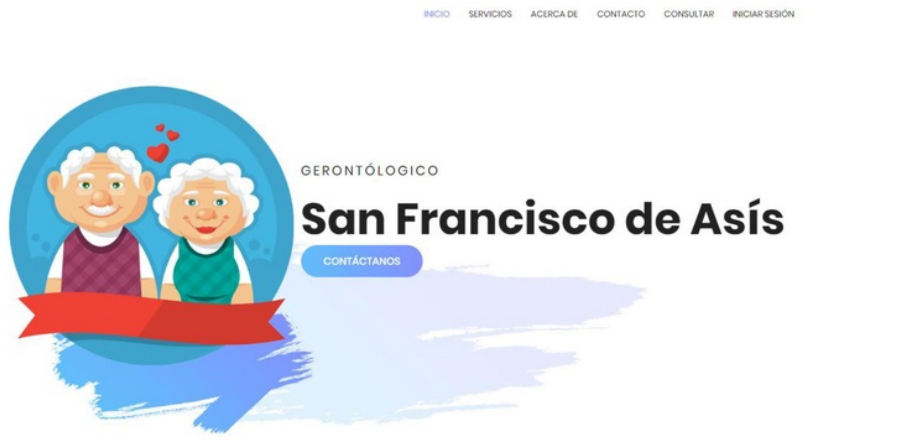 INICIO SERVICIOS ACERCA DE CONTACTO CONSULTAR INICIAR SESIÓN
GERONTÓLOGICO
San Francisco de Asís
CONTÁCTANOS